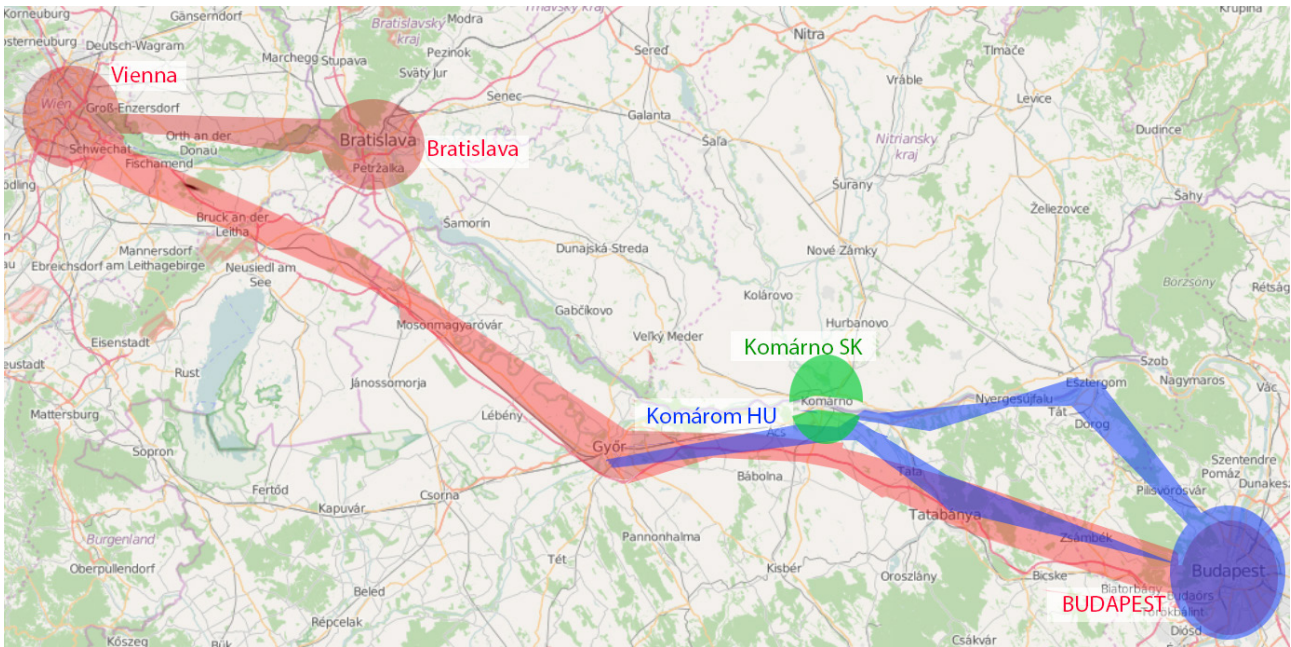 Korneuburg
Gänserndorf
Bratislavský
kraj
Modra
Trnavský kraj
Nitra
Krupina
Deutsch-Wagram
Marchegg
Stupava
Pezinok
Sereď
Tlmače
Vienna
Svätý Jur
Vráble
Levice
Wien
Groß-Enzersdorf
Senec
Galanta
Dudince
Orth an der
Donau
Bratislava
Bratislava
Šaľa
Nitriansky
kraj
Schwechat
Fischamend
Petržalka
Šurany
Šahy
Želiezovce
Bruck an der
Leitha
Šamorín
Mannersdorf
am Leithagebirge
Ebreichsdorf
Neusiedl am
See
Dunajská Streda
Nové Zámky
Börzsöny
Rétság
Kolárovo
Gabčíkovo
Hurbanovo
Mosonmagyaróvár
Veľký Meder
Eisenstadt
Komárno SK
Szob
Rust
Jánossomorja
Nagymaros
Vác
Esztergom
Komárno
Nyergesújfalu
Tát
Mattersburg
Lébény
Komárom HU
Dorog
Ács
Győr
Sopron
Szentendre
Bábolna
Tata
Pomáz
Dunakeszi
Fertőd
Csorna
Pilisvörösvár
Kapuvár
Tatabánya
Burgenland
Pannonhalma
Zsámbék
Tét
Kisbér
Oberpullendorf
Oroszlány
Bicske
Budapest
Biatorbágy
Beled
Budaörs
BUDAPEST
Törökbálint
Répcelak
Diósd
Kőszeg
Bük
Csákvár